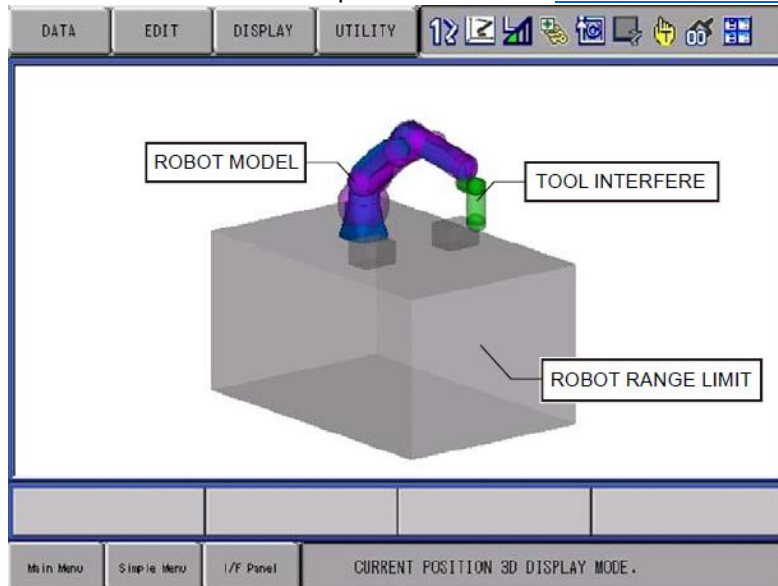 DATA
EDIT
DISPLAY
UTILITY
ROBOT MODEL
TOOL INTERFERE
ROBOT RANGE LIMIT
Main Menu
Simple Menu
I/F Panel
CURRENT POSITION 3D DISPLAY MODE.